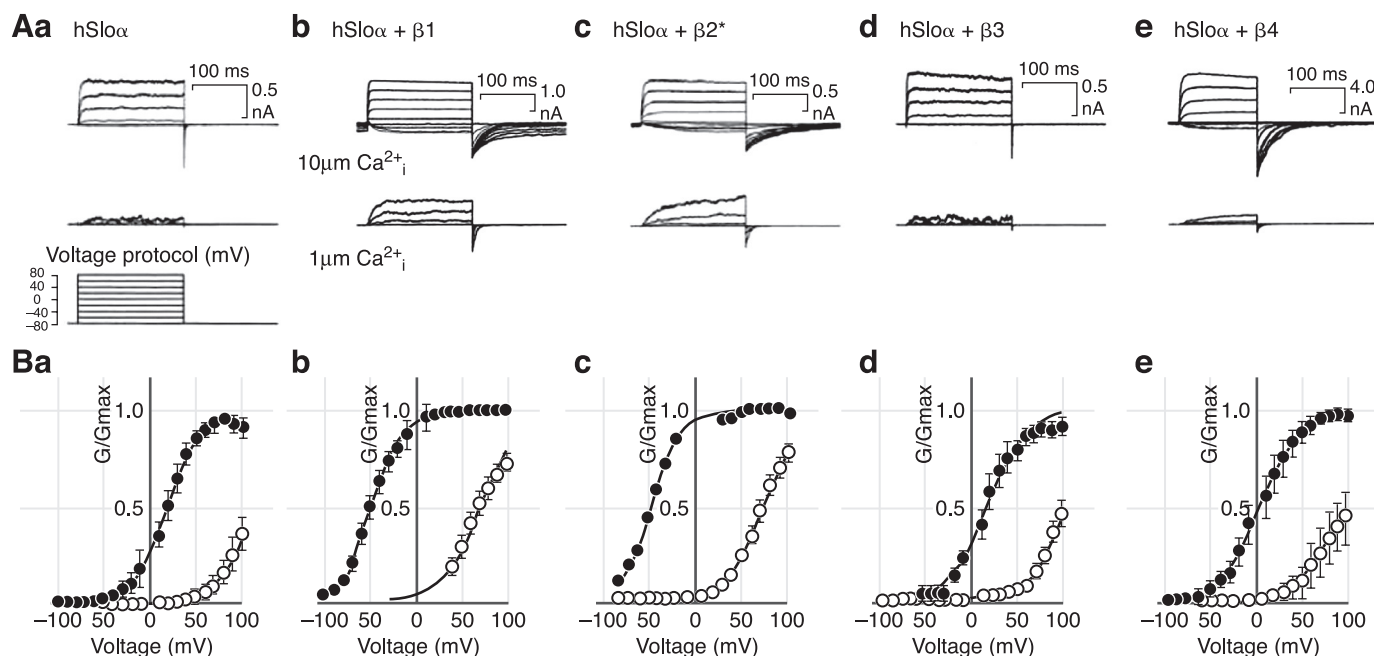 Aa hSloα
100 ms
0.5
nA
b hSloα + β1
100 ms
1.0
nA
c hSloα + β2*
100 ms
0.5
nA
d hSloα + β3
100 ms
0.5
nA
e hSloα + β4
100 ms
4.0
nA
10μm Ca²⁺ᵢ
1μm Ca²⁺ᵢ
Voltage protocol (mV)
80
40
0
−40
−80
Ba
G/Gmax
1.0
0.5
−100 −50 0 50 100
Voltage (mV)
b
G/Gmax
1.0
0.5
−100 −50 0 50 100
Voltage (mV)
c
G/Gmax
1.0
0.5
−100 −50 0 50 100
Voltage (mV)
d
G/Gmax
1.0
0.5
−100 −50 0 50 100
Voltage (mV)
e
G/Gmax
1.0
0.5
−100 −50 0 50 100
Voltage (mV)